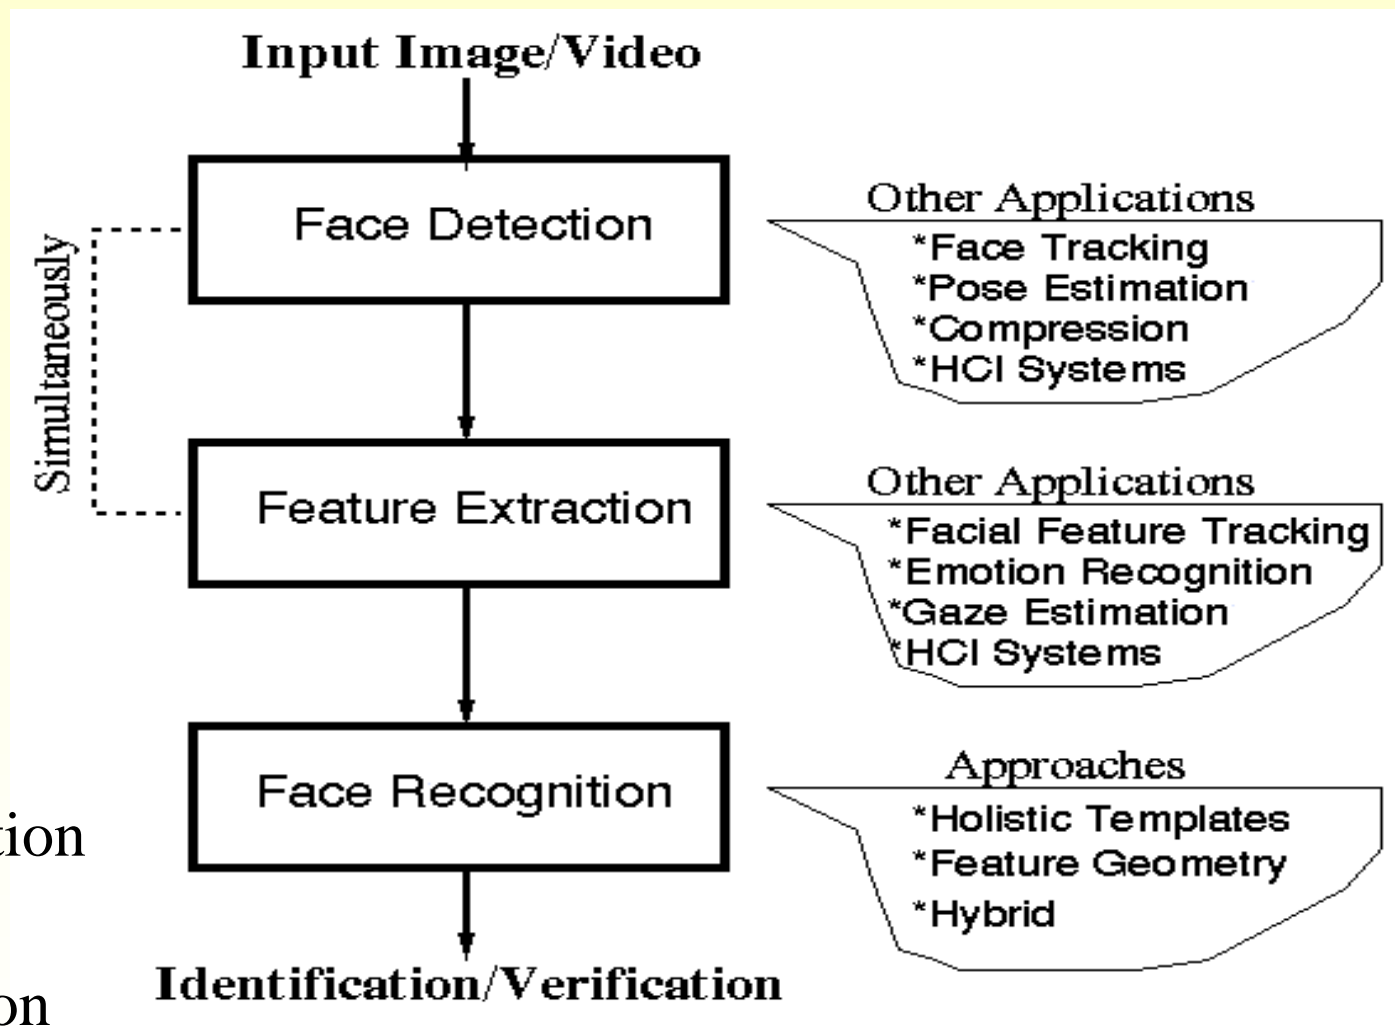 Input Image/Video
Face Detection
Other Applications
*Face Tracking
*Pose Estimation
*Compression
*HCI Systems
Simultaneously
Feature Extraction
Other Applications
*Facial Feature Tracking
*Emotion Recognition
*Gaze Estimation
*HCI Systems
Face Recognition
Approaches
*Holistic Templates
*Feature Geometry
*Hybrid
tion
Identification/Verification
on